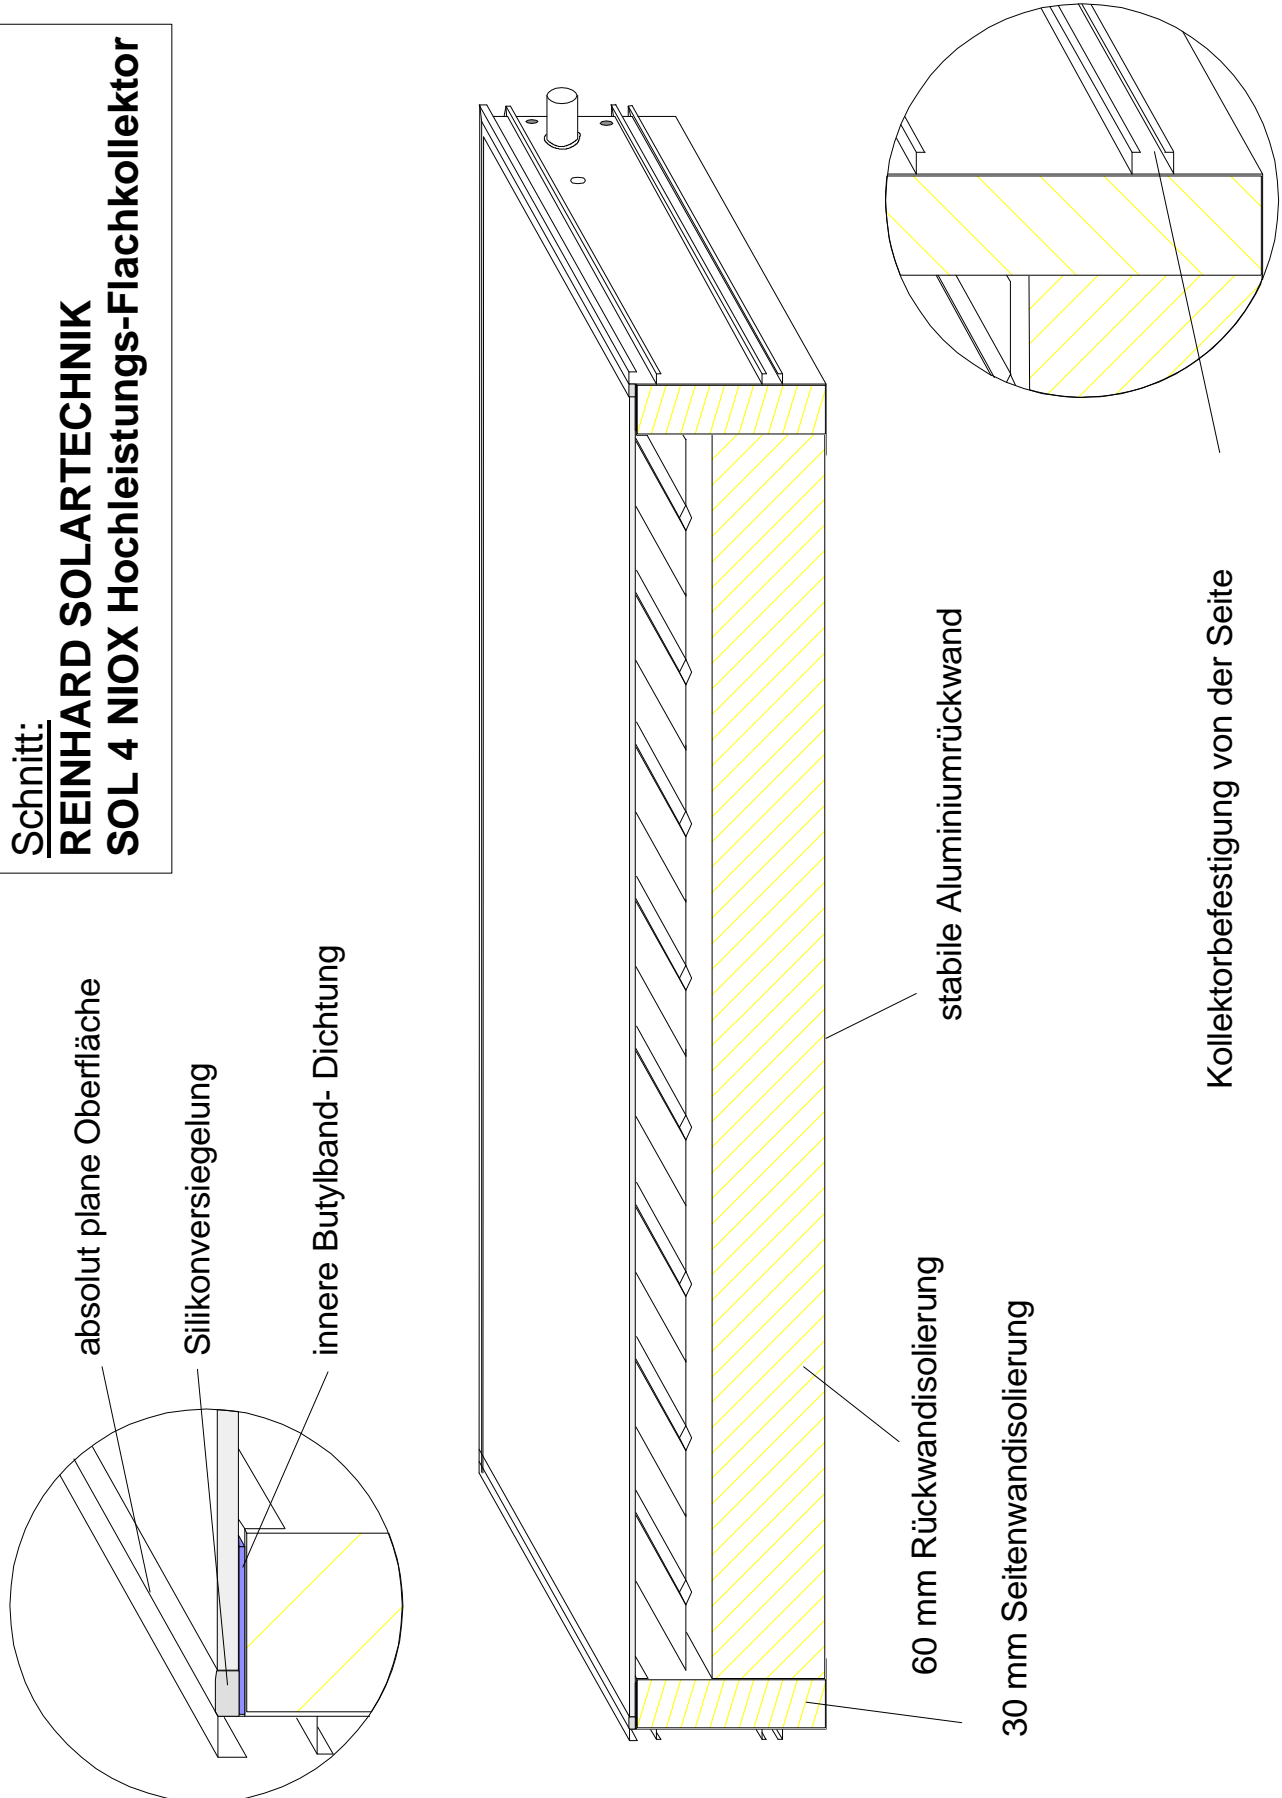 Schnitt:
REINHARD SOLARTECHNIK
SOL 4 NIOX Hochleistungs-Flachkollektor
absolut plane Oberfläche
Silikonversiegelung
innere Butylband- Dichtung
stabile Aluminiumrückwand
60 mm Rückwandisolierung
30 mm Seitenwandisolierung
Kollektorbefestigung von der Seite